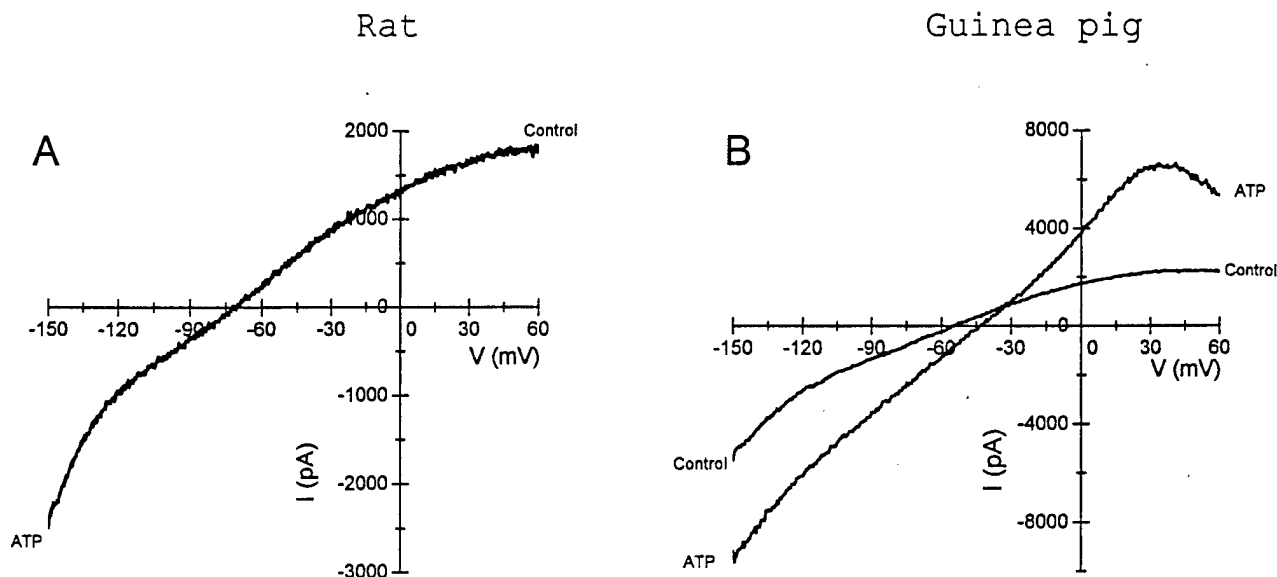 Rat
Guinea pig
A
2000
Control
1000
0
-150 -120 -90 -60 -30 0 30 60
V (mV)
-1000
I (pA)
-2000
ATP
-3000
B
8000
ATP
4000
Control
0
-150 -120 -90 -60 -30 0 30 60
V (mV)
-4000
Control
I (pA)
-8000
ATP